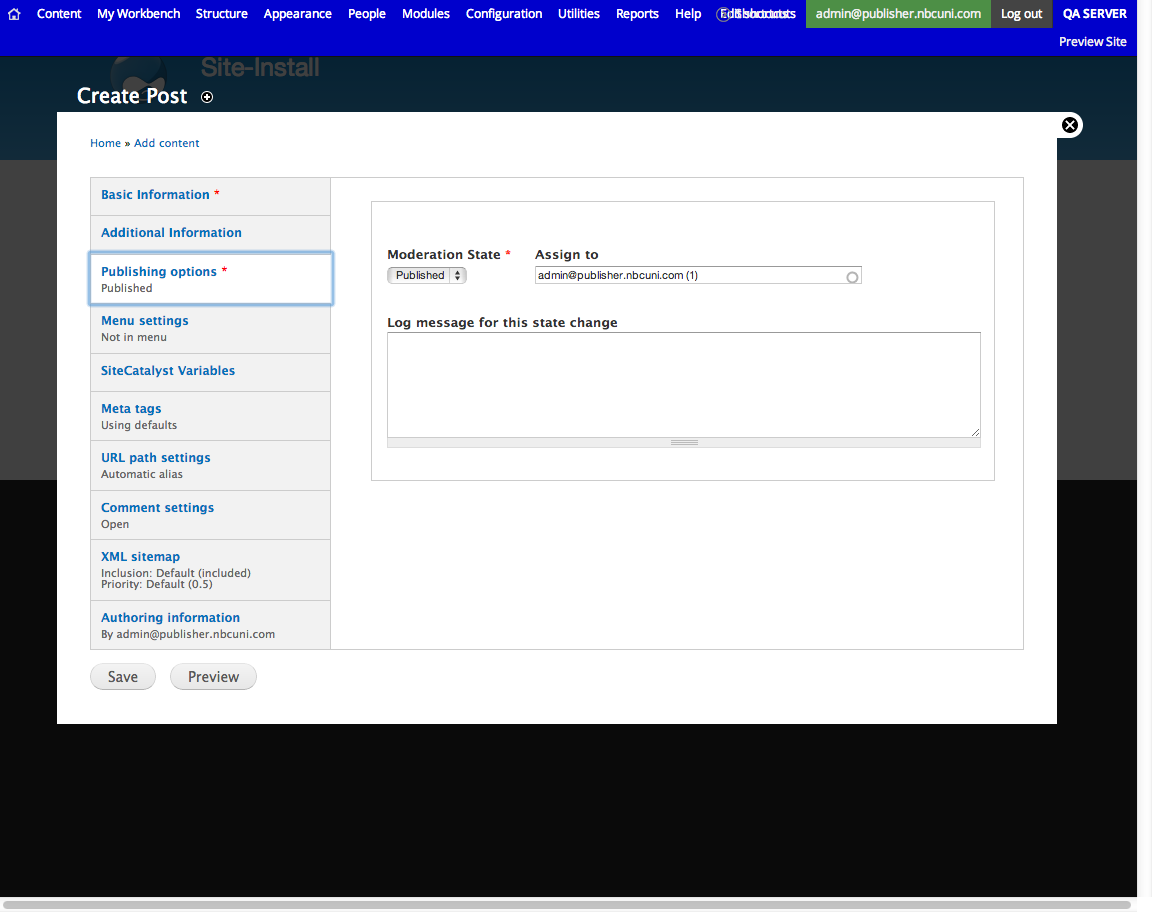 Content My Workbench Structure Appearance People Modules Configuration Utilities Reports Help Edit shortcuts admin@publisher.nbcuni.com Log out QA SERVER
Preview Site
Site-Install
Create Post
Home » Add content
Basic Information *
Additional Information
Publishing options *
Published
Menu settings
Not in menu
SiteCatalyst Variables
Meta tags
Using defaults
URL path settings
Automatic alias
Comment settings
Open
XML sitemap
Inclusion: Default (included)
Priority: Default (0.5)
Authoring information
By admin@publisher.nbcuni.com
Moderation State * Assign to
Published admin@publisher.nbcuni.com (1)
Log message for this state change
Save Preview